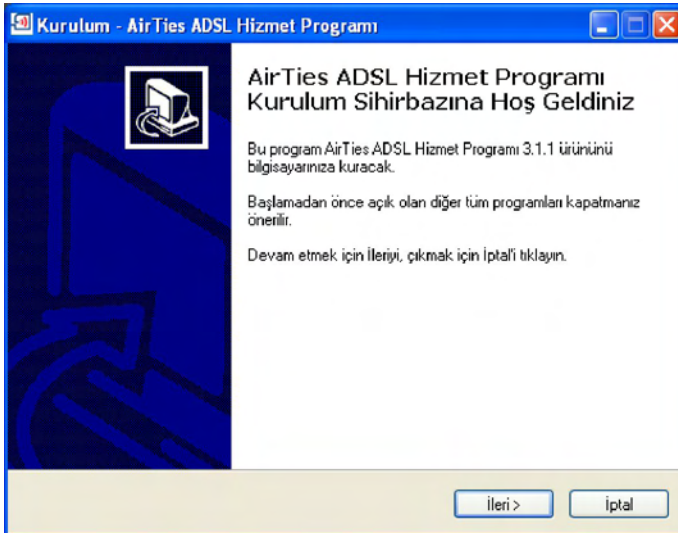 Kurulum - AirTies ADSL Hizmet Programı
AirTies ADSL Hizmet Programı
Kurulum Sihirbazına Hoş Geldiniz
Bu program AirTies ADSL Hizmet Programı 3.1.1 ürününü
bilgisayarınıza kuracak.
Başlamadan önce açık olan diğer tüm programları kapatmanız
önerilir.
Devam etmek için İleriyi, çıkmak için İptal'i tıklayın.
İleri >
İptal